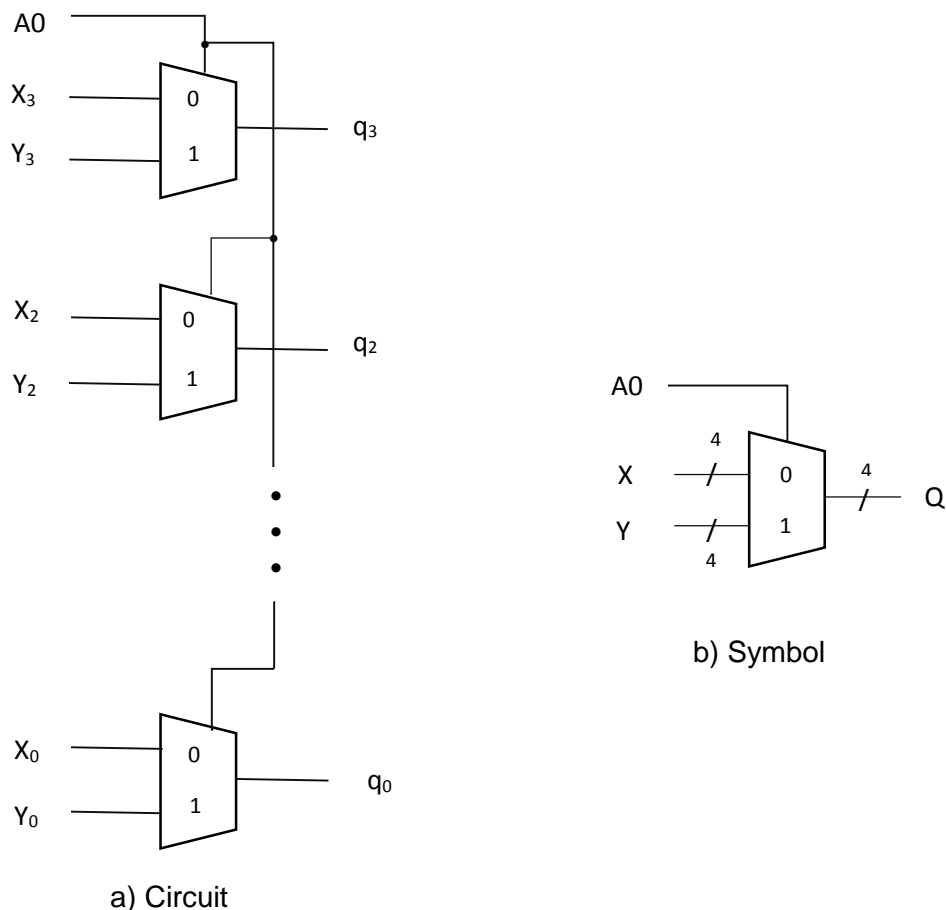 A0
X₃
0
Y₃
1
q₃
X₂
0
Y₂
1
q₂
X₀
0
Y₀
1
q₀
a) Circuit
A0
4
X
0
4
Q
Y
1
4
b) Symbol